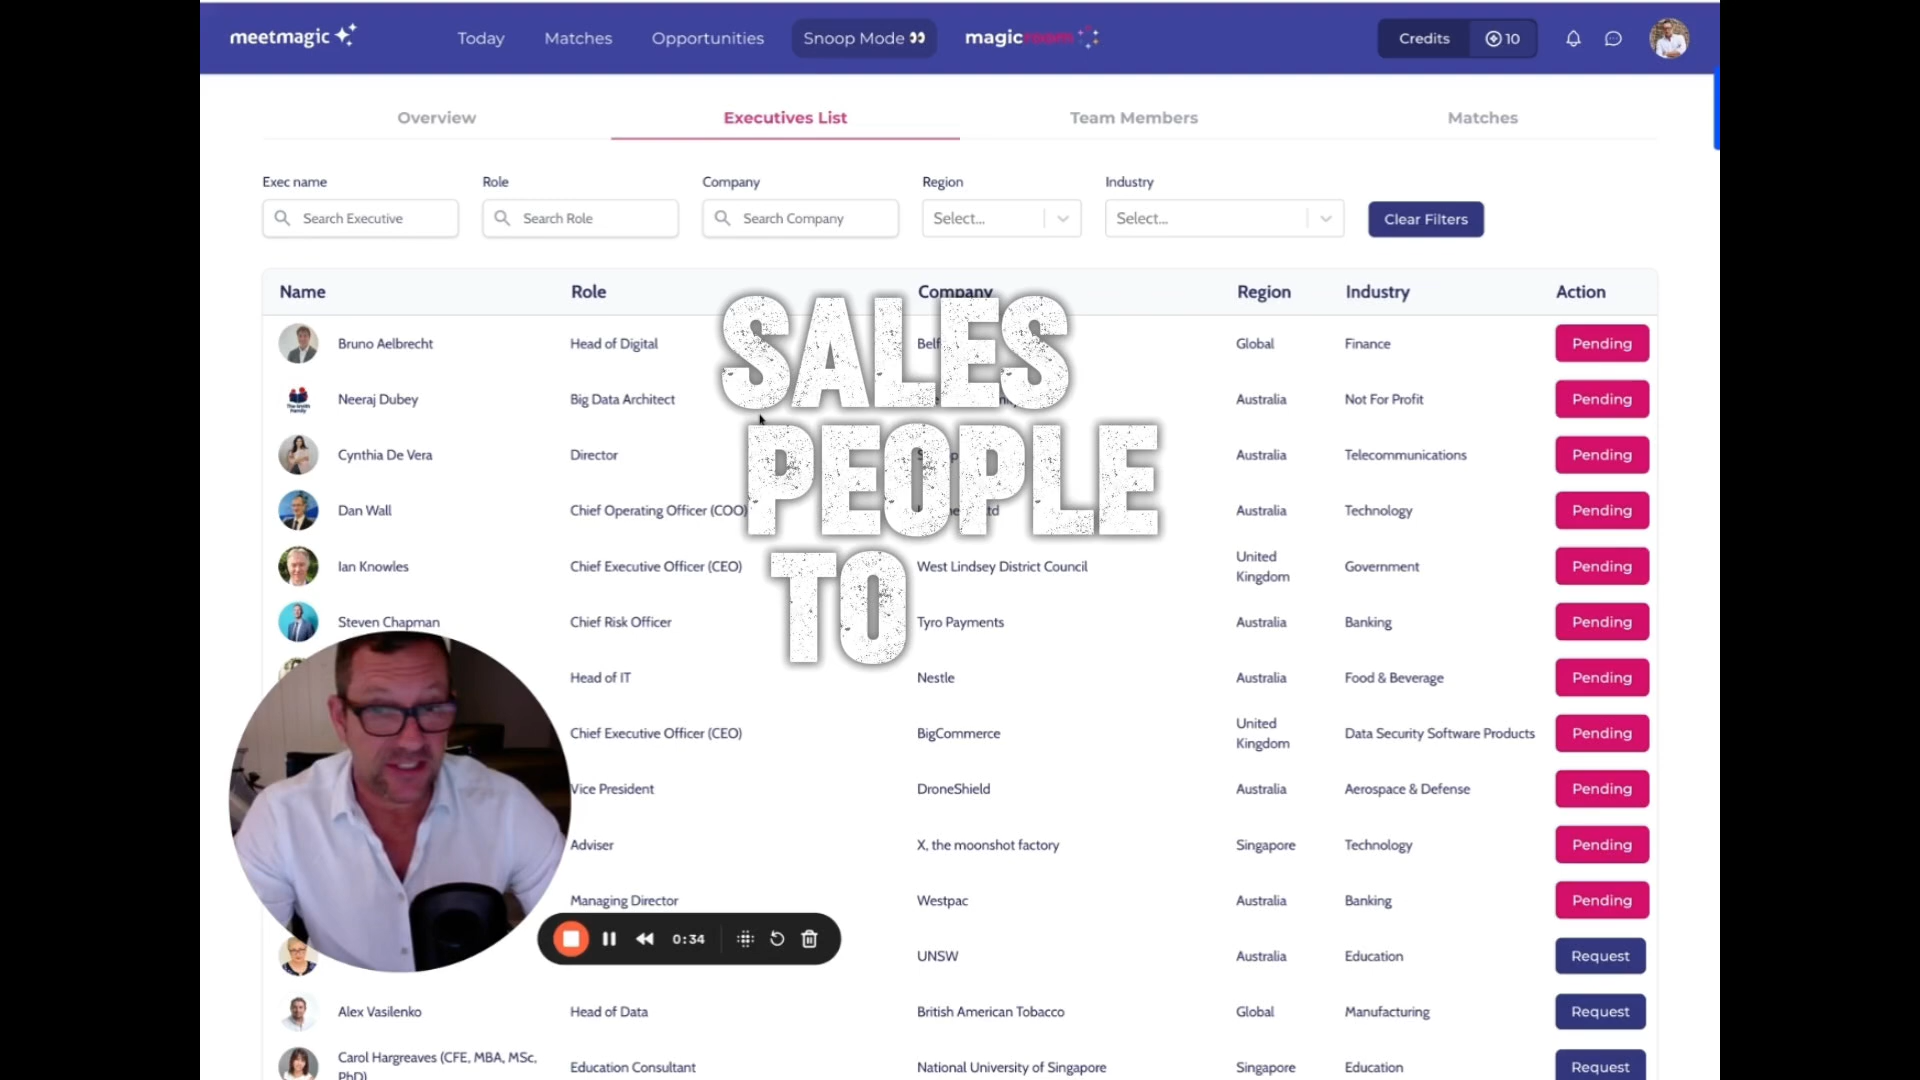 meetmagic
Today
Matches
Opportunities
Snoop Mode
magicroom
Credits
10
Overview
Executives List
Team Members
Matches
Exec name
Role
Company
Region
Industry
Search Executive
Search Role
Search Company
Select...
Select...
Clear Filters
Name
Role
Company
Region
Industry
Action
SALES
PEOPLE
TO
Bruno Aelbrecht
Head of Digital
Global
Finance
Pending
Neeraj Dubey
Big Data Architect
Australia
Not For Profit
Pending
Cynthia De Vera
Director
Australia
Telecommunications
Pending
Dan Wall
Chief Operating Officer (COO)
Australia
Technology
Pending
Ian Knowles
Chief Executive Officer (CEO)
West Lindsey District Council
United
Kingdom
Government
Pending
Steven Chapman
Chief Risk Officer
Tyro Payments
Australia
Banking
Pending
Head of IT
Nestle
Australia
Food & Beverage
Pending
Chief Executive Officer (CEO)
BigCommerce
United
Kingdom
Data Security Software Products
Pending
Vice President
DroneShield
Australia
Aerospace & Defense
Pending
Adviser
X, the moonshot factory
Singapore
Technology
Pending
Managing Director
Westpac
Australia
Banking
Pending
0:34
UNSW
Australia
Education
Request
Alex Vasilenko
Head of Data
British American Tobacco
Global
Manufacturing
Request
Carol Hargreaves (CFE, MBA, MSc,
PhD)
Education Consultant
National University of Singapore
Singapore
Education
Request